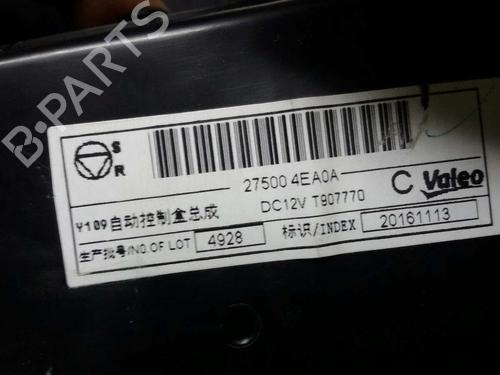 B-PARTS
S
R
27500 4EA0A
DC12V T907770
C Valeo
Y109自动控制盒总成
生产批号/NO.OF LOT 4928 标识/INDEX 20161113